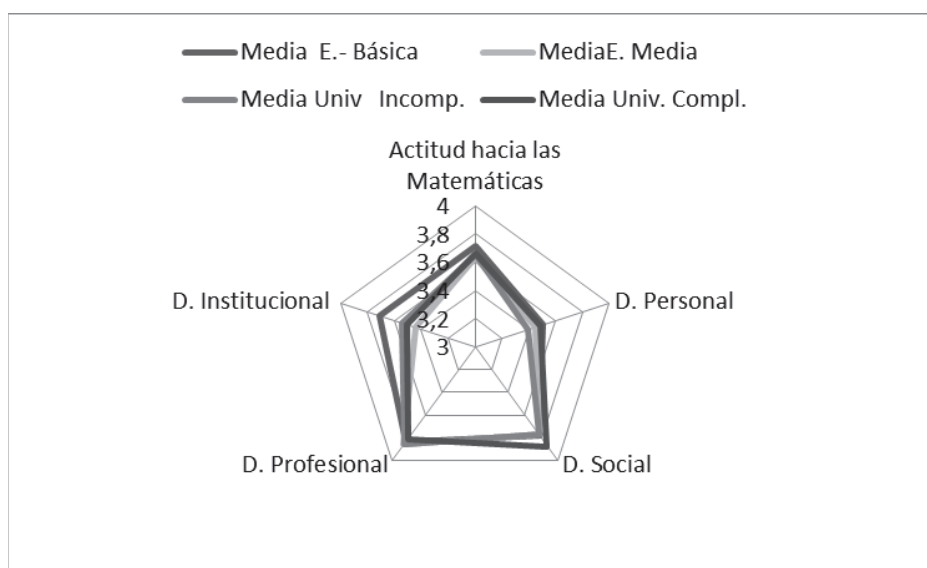 Media E.- Básica
MediaE. Media
Media Univ Incomp.
Media Univ. Compl.
Actitud hacia las
Matemáticas
4
3,8
3,6
3,4
3,2
3
D. Institucional
D. Personal
D. Profesional
D. Social